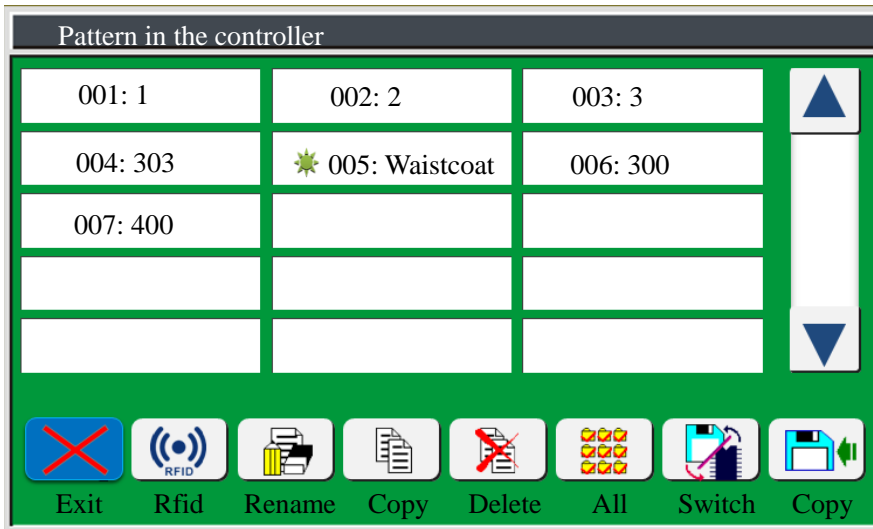 Pattern in the controller
001: 1 002: 2 003: 3
004: 303 005: Waistcoat 006: 300
007: 400
RFID
Exit Rfid Rename Copy Delete All Switch Copy